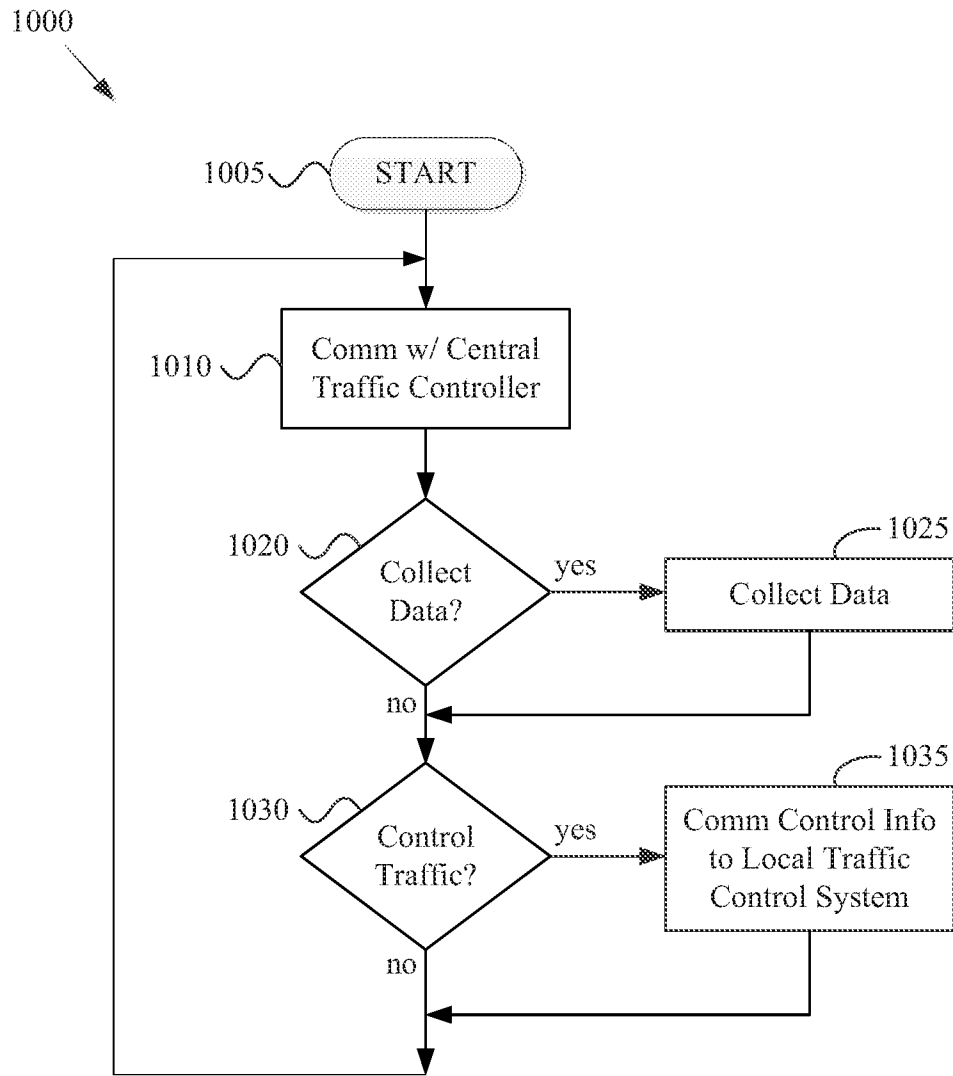 1000
1005
START
1010
Comm w/ Central
Traffic Controller
1020
Collect
Data?
yes
1025
Collect Data
no
1030
Control
Traffic?
yes
1035
Comm Control Info
to Local Traffic
Control System
no